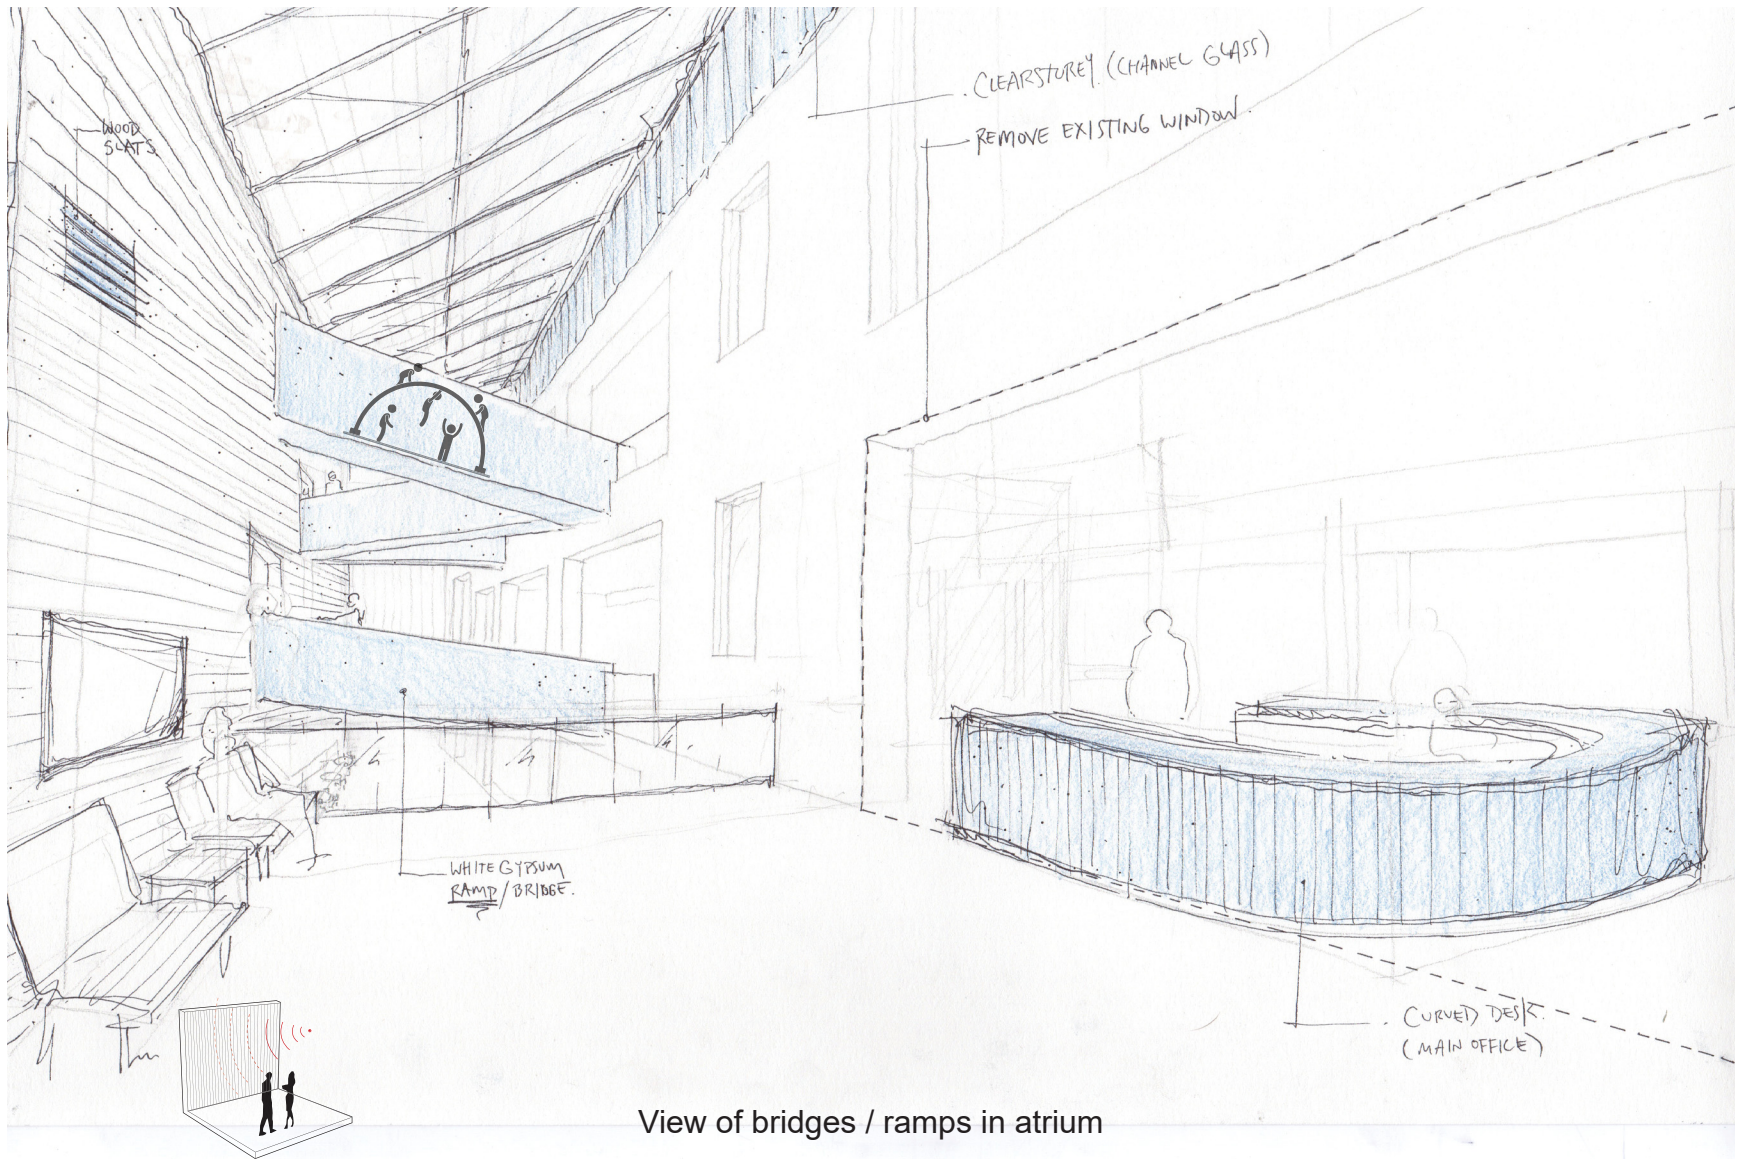 . CLEARSTOREY. (CHANNEL GLASS)
REMOVE EXISTING WINDOW.
WOOD
SLATS.
WHITE GYPSUM
RAMP / BRIDGE.
. CURVED DESK.
(MAIN OFFICE)
View of bridges / ramps in atrium